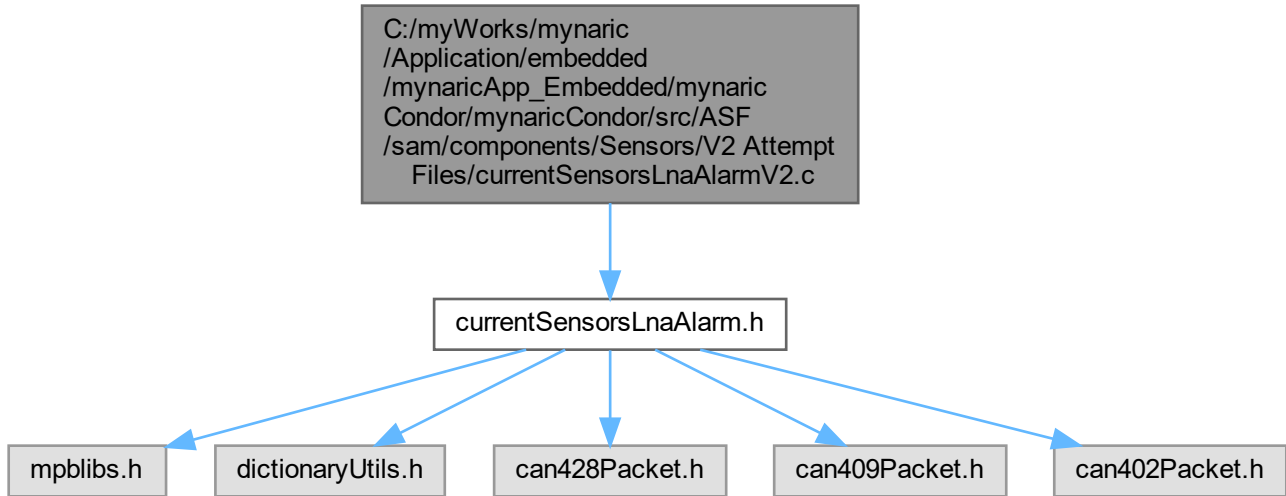 C:/myWorks/mynaric
/Application/embedded
/mynaricApp_Embedded/mynaric
Condor/mynaricCondor/src/ASF
/sam/components/Sensors/V2 Attempt
Files/currentSensorsLnaAlarmV2.c
currentSensorsLnaAlarm.h
mpblibs.h
dictionaryUtils.h
can428Packet.h
can409Packet.h
can402Packet.h